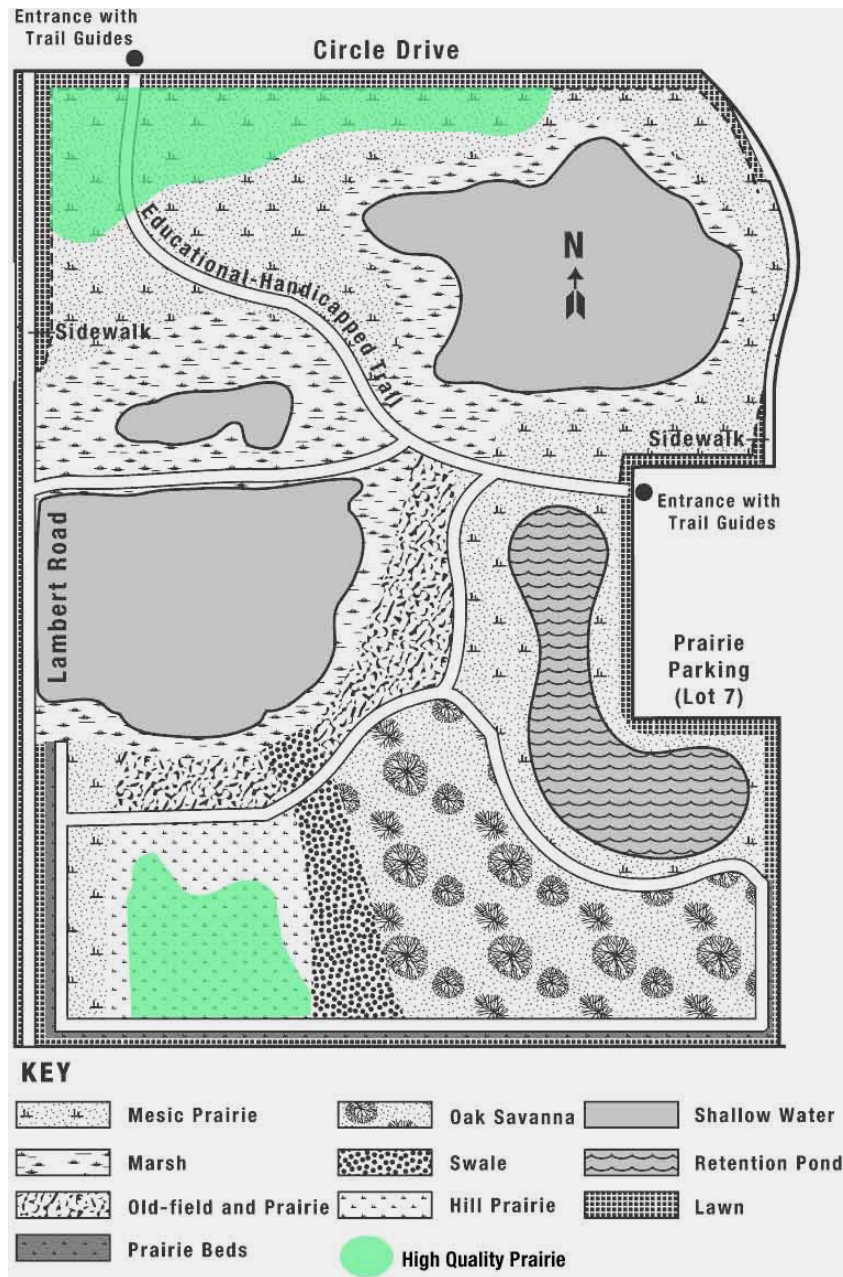 Entrance with
Trail Guides
Circle Drive
Educational-Handicapped Trail
N
Sidewalk
Sidewalk
Entrance with
Trail Guides
Lambert Road
Prairie
Parking
(Lot 7)
KEY
Mesic Prairie
Oak Savanna
Shallow Water
Marsh
Swale
Retention Pond
Old-field and Prairie
Hill Prairie
Lawn
Prairie Beds
High Quality Prairie